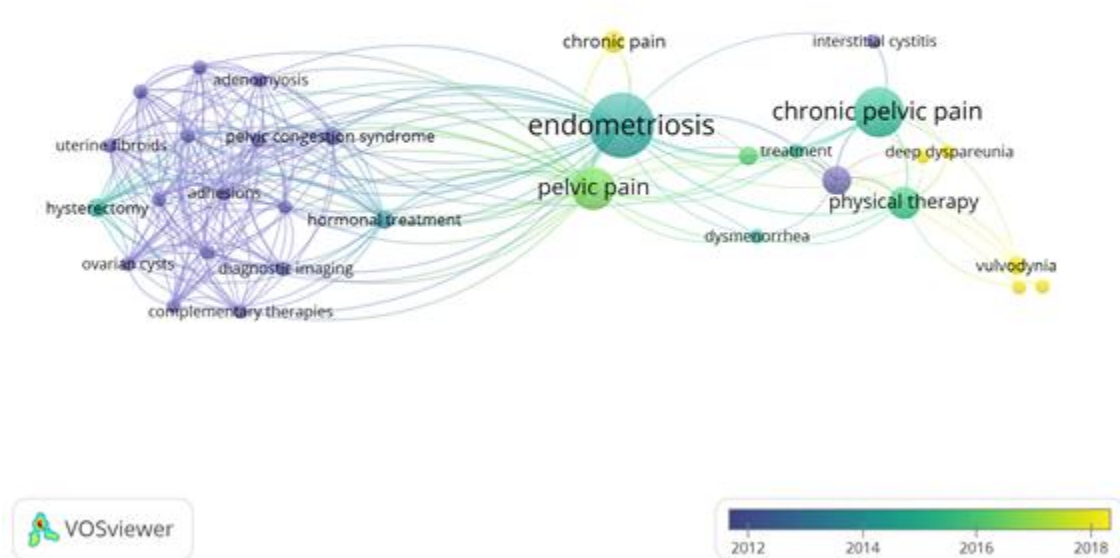 chronic pain
interstitial cystitis
adenomyosis
chronic pelvic pain
endometriosis
pelvic congestion syndrome
uterine fibroids
treatment
deep dyspareunia
pelvic pain
adhesions
physical therapy
hysterectomy
hormonal treatment
dysmenorrhea
ovarian cysts
diagnostic imaging
vulvodynia
complementary therapies
VOSviewer
2012
2014
2016
2018